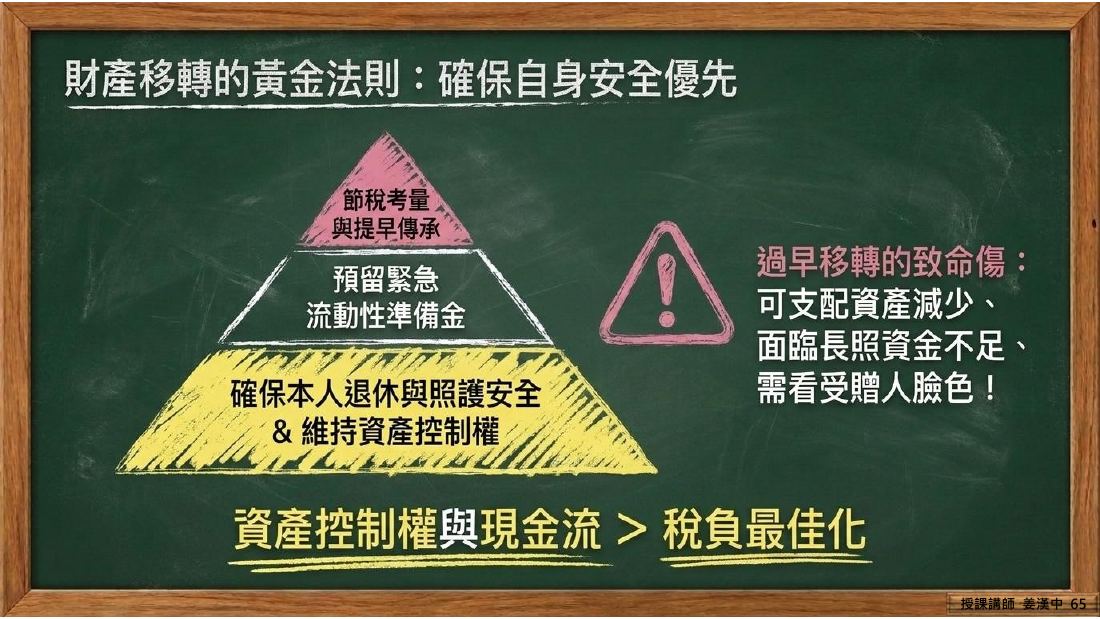 財產移轉的黃金法則：確保自身安全優先
節稅考量
與提早傳承
預留緊急
流動性準備金
確保本人退休與照護安全
& 維持資產控制權
過早移轉的致命傷：
可支配資產減少、
面臨長照資金不足、
需看受贈人臉色！
資產控制權與現金流 > 稅負最佳化
授課講師 姜漢中 65